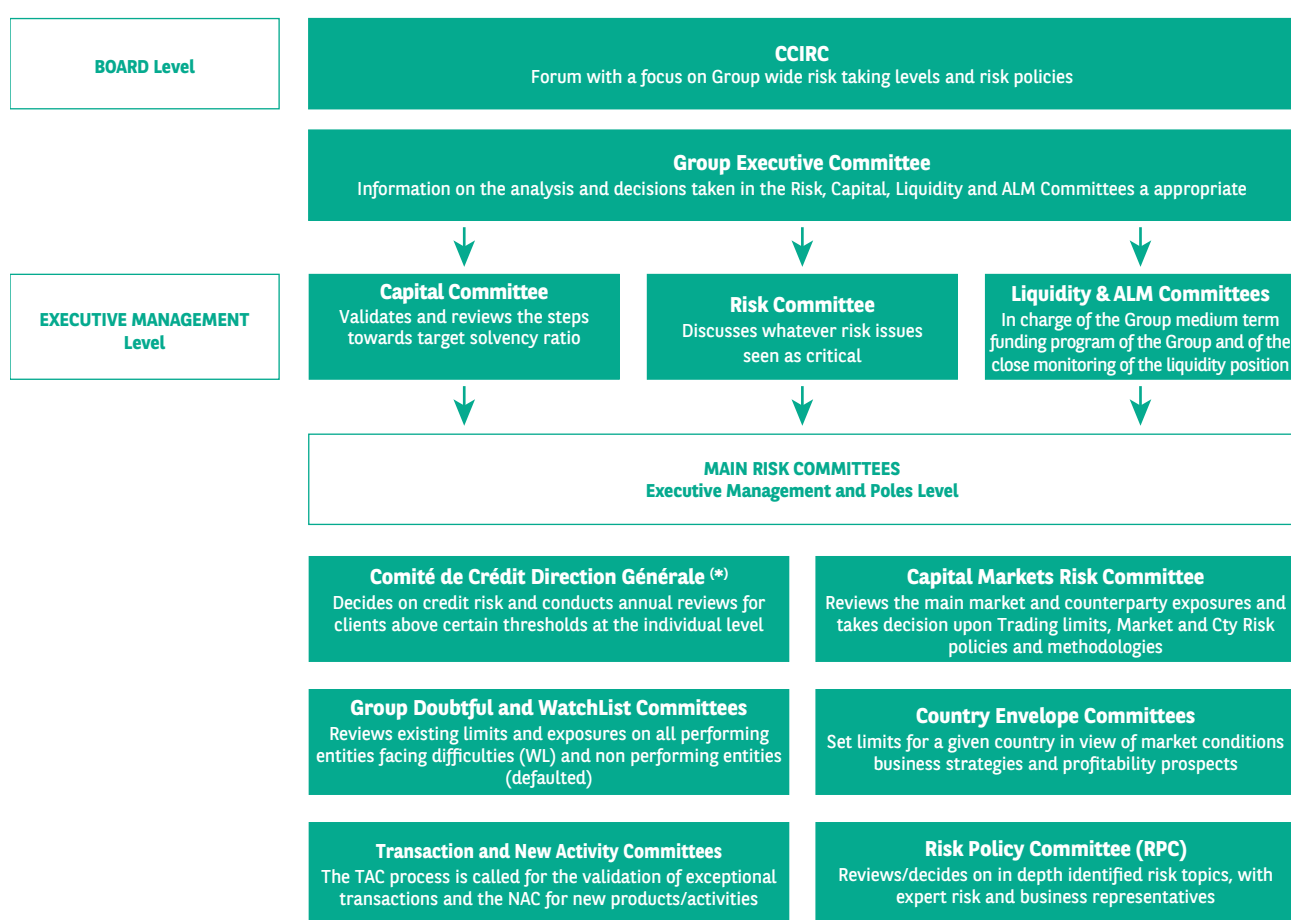 BOARD Level
CCIRC
Forum with a focus on Group wide risk taking levels and risk policies
Group Executive Committee
Information on the analysis and decisions taken in the Risk, Capital, Liquidity and ALM Committees a appropriate
EXECUTIVE MANAGEMENT
Level
Capital Committee
Validates and reviews the steps
towards target solvency ratio
Risk Committee
Discusses whatever risk issues
seen as critical
Liquidity & ALM Committees
In charge of the Group medium term
funding program of the Group and of the
close monitoring of the liquidity position
MAIN RISK COMMITTEES
Executive Management and Poles Level
Comité de Crédit Direction Générale (*)
Decides on credit risk and conducts annual reviews for
clients above certain thresholds at the individual level
Capital Markets Risk Committee
Reviews the main market and counterparty exposures and
takes decision upon Trading limits, Market and Cty Risk
policies and methodologies
Group Doubtful and WatchList Committees
Reviews existing limits and exposures on all performing
entities facing difficulties (WL) and non performing entities
(defaulted)
Country Envelope Committees
Set limits for a given country in view of market conditions
business strategies and profitability prospects
Transaction and New Activity Committees
The TAC process is called for the validation of exceptional
transactions and the NAC for new products/activities
Risk Policy Committee (RPC)
Reviews/decides on in depth identified risk topics, with
expert risk and business representatives